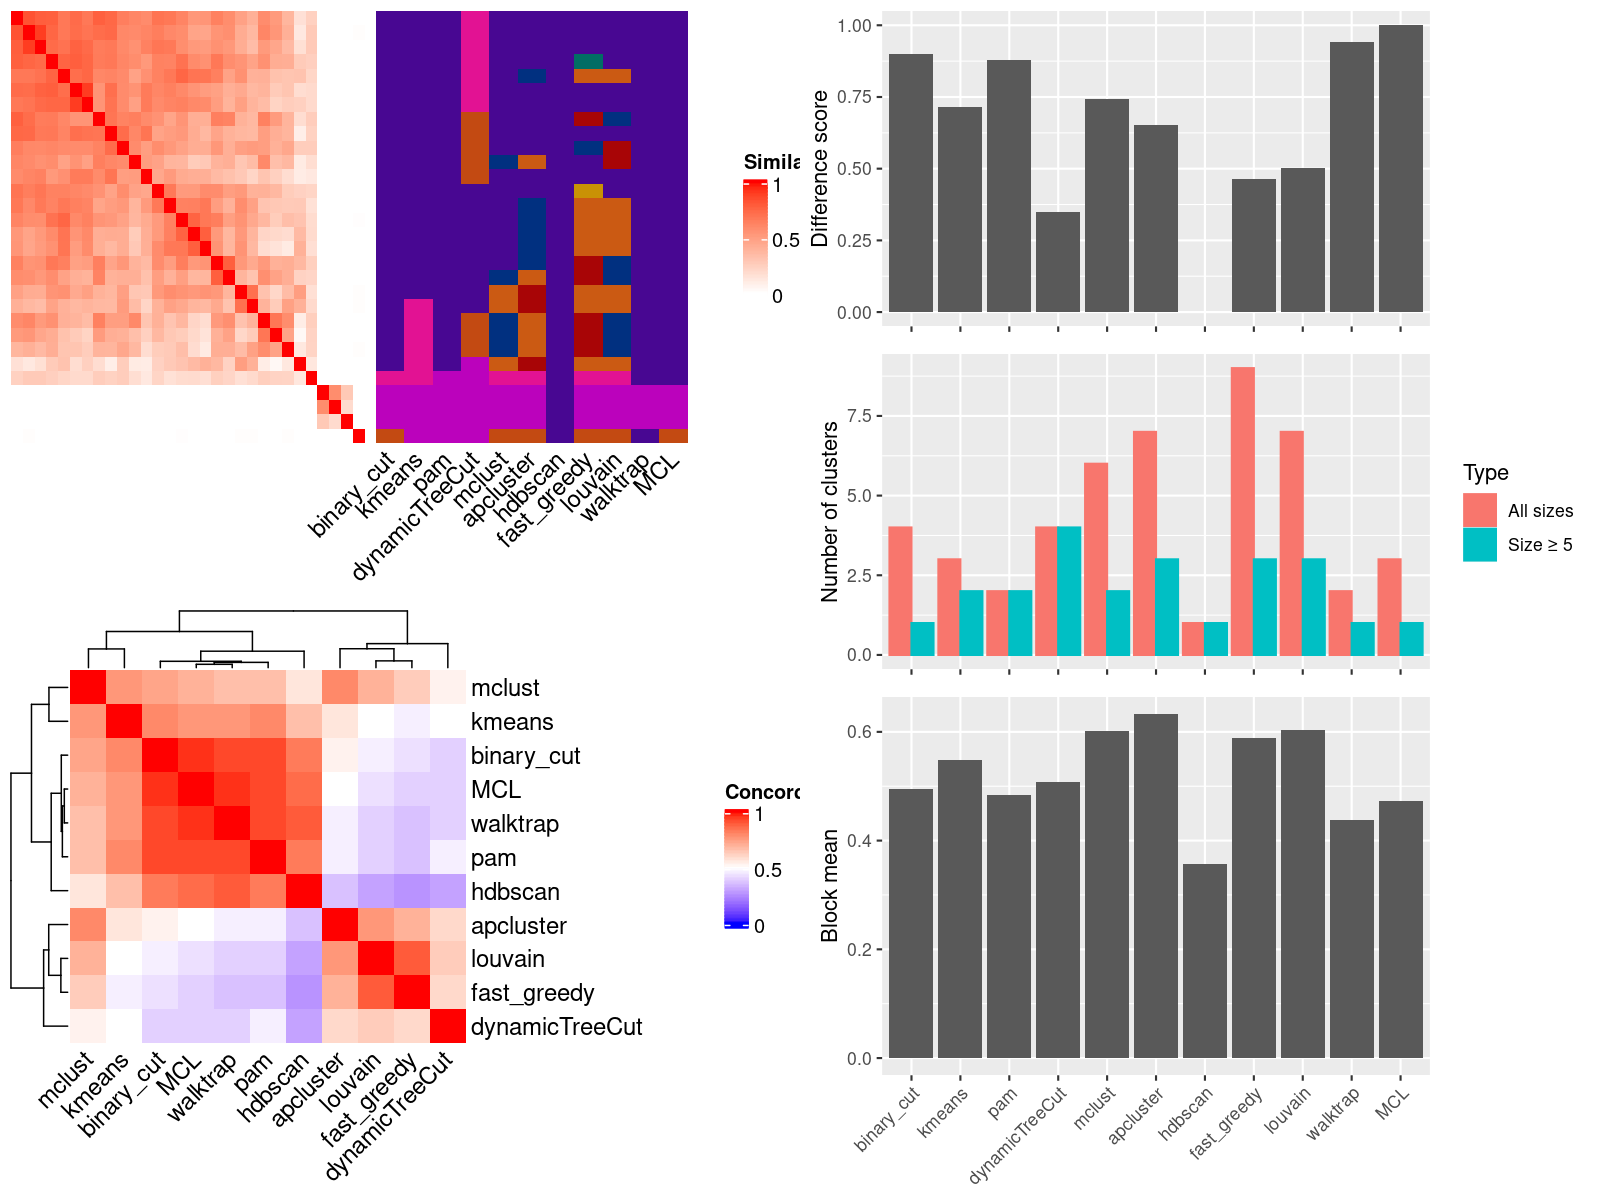 Simila
1
0.5
0
binary_cut
kmeans
pam
dynamicTreeCut
mclust
apcluster
hdbscan
fast_greedy
louvain
walktrap
MCL
mclust
kmeans
binary_cut
MCL
walktrap
pam
hdbscan
apcluster
louvain
fast_greedy
dynamicTreeCut
Concord
1
0.5
0
mclust
kmeans
binary_cut
MCL
walktrap
pam
hdbscan
apcluster
louvain
fast_greedy
dynamicTreeCut
Difference score
1.00
0.75
0.50
0.25
0.00
Number of clusters
7.5
5.0
2.5
0.0
Type
All sizes
Size ≥ 5
Block mean
0.6
0.4
0.2
0.0
binary_cut
kmeans
pam
dynamicTreeCut
mclust
apcluster
hdbscan
fast_greedy
louvain
walktrap
MCL